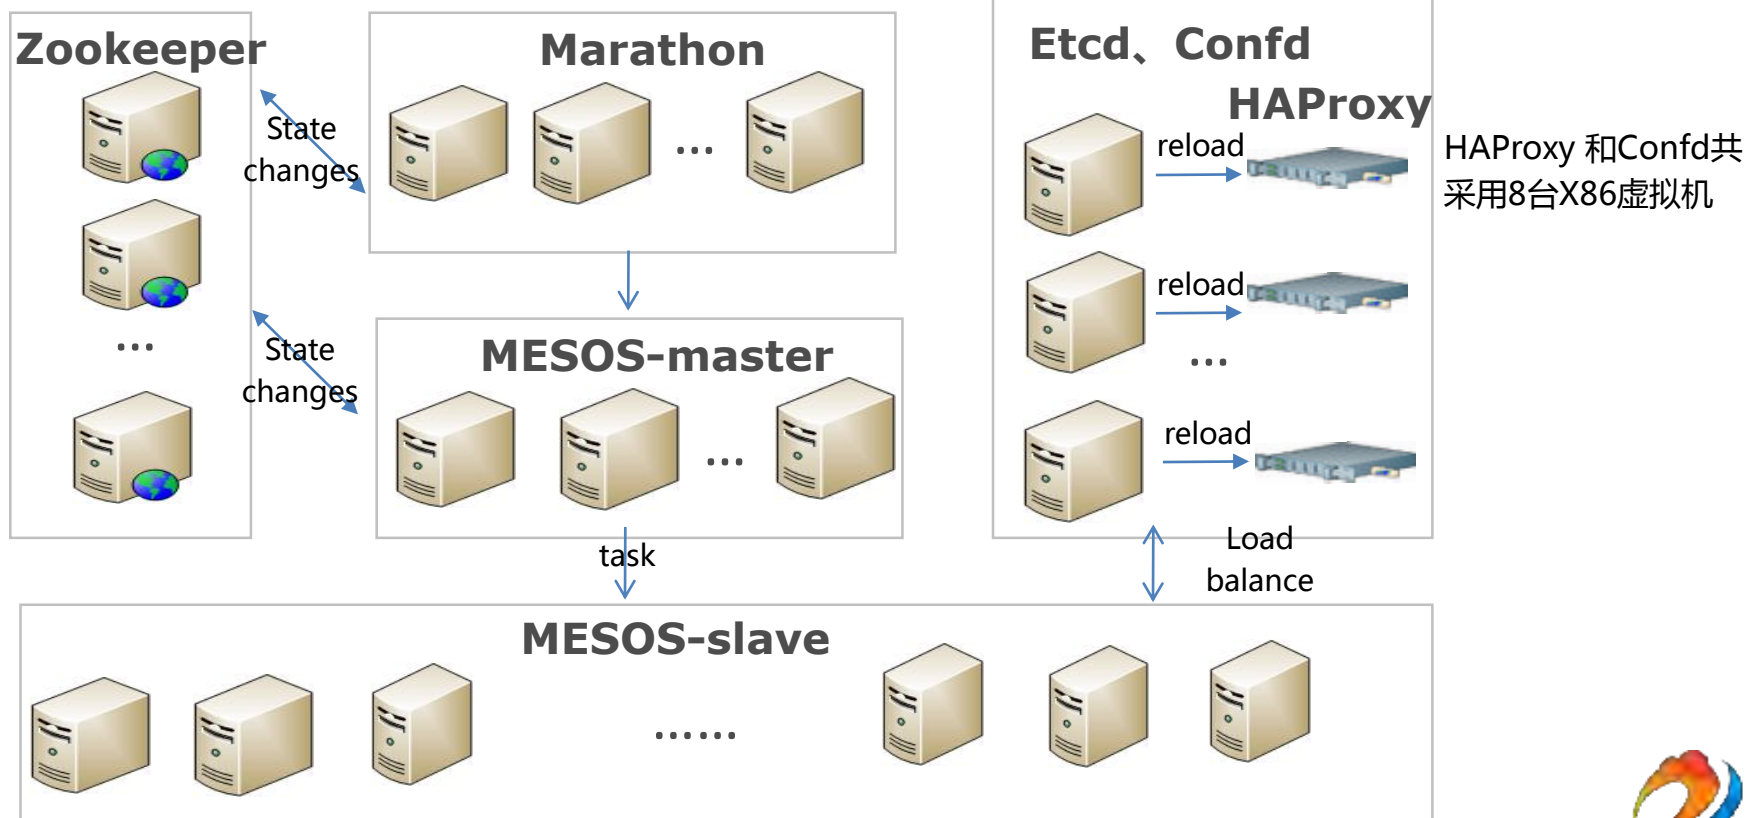 Zookeeper
State
changes
State
changes
...
Marathon
...
MESOS-master
...
task
Etcd、Confd
HAProxy
reload
reload
...
reload
HAProxy 和Confd共
采用8台X86虚拟机
Load
balance
MESOS-slave
......